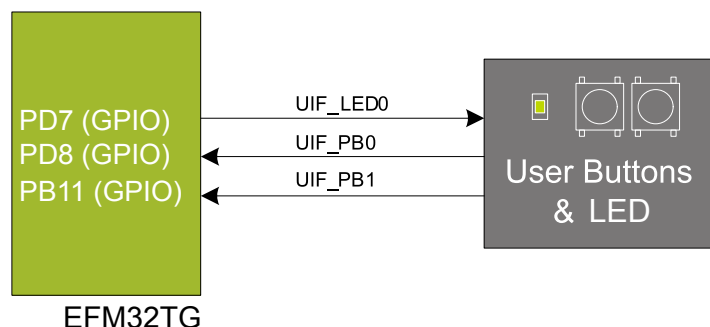 PD7 (GPIO)
PD8 (GPIO)
PB11 (GPIO)
UIF_LED0
UIF_PB0
UIF_PB1
User Buttons
& LED
EFM32TG